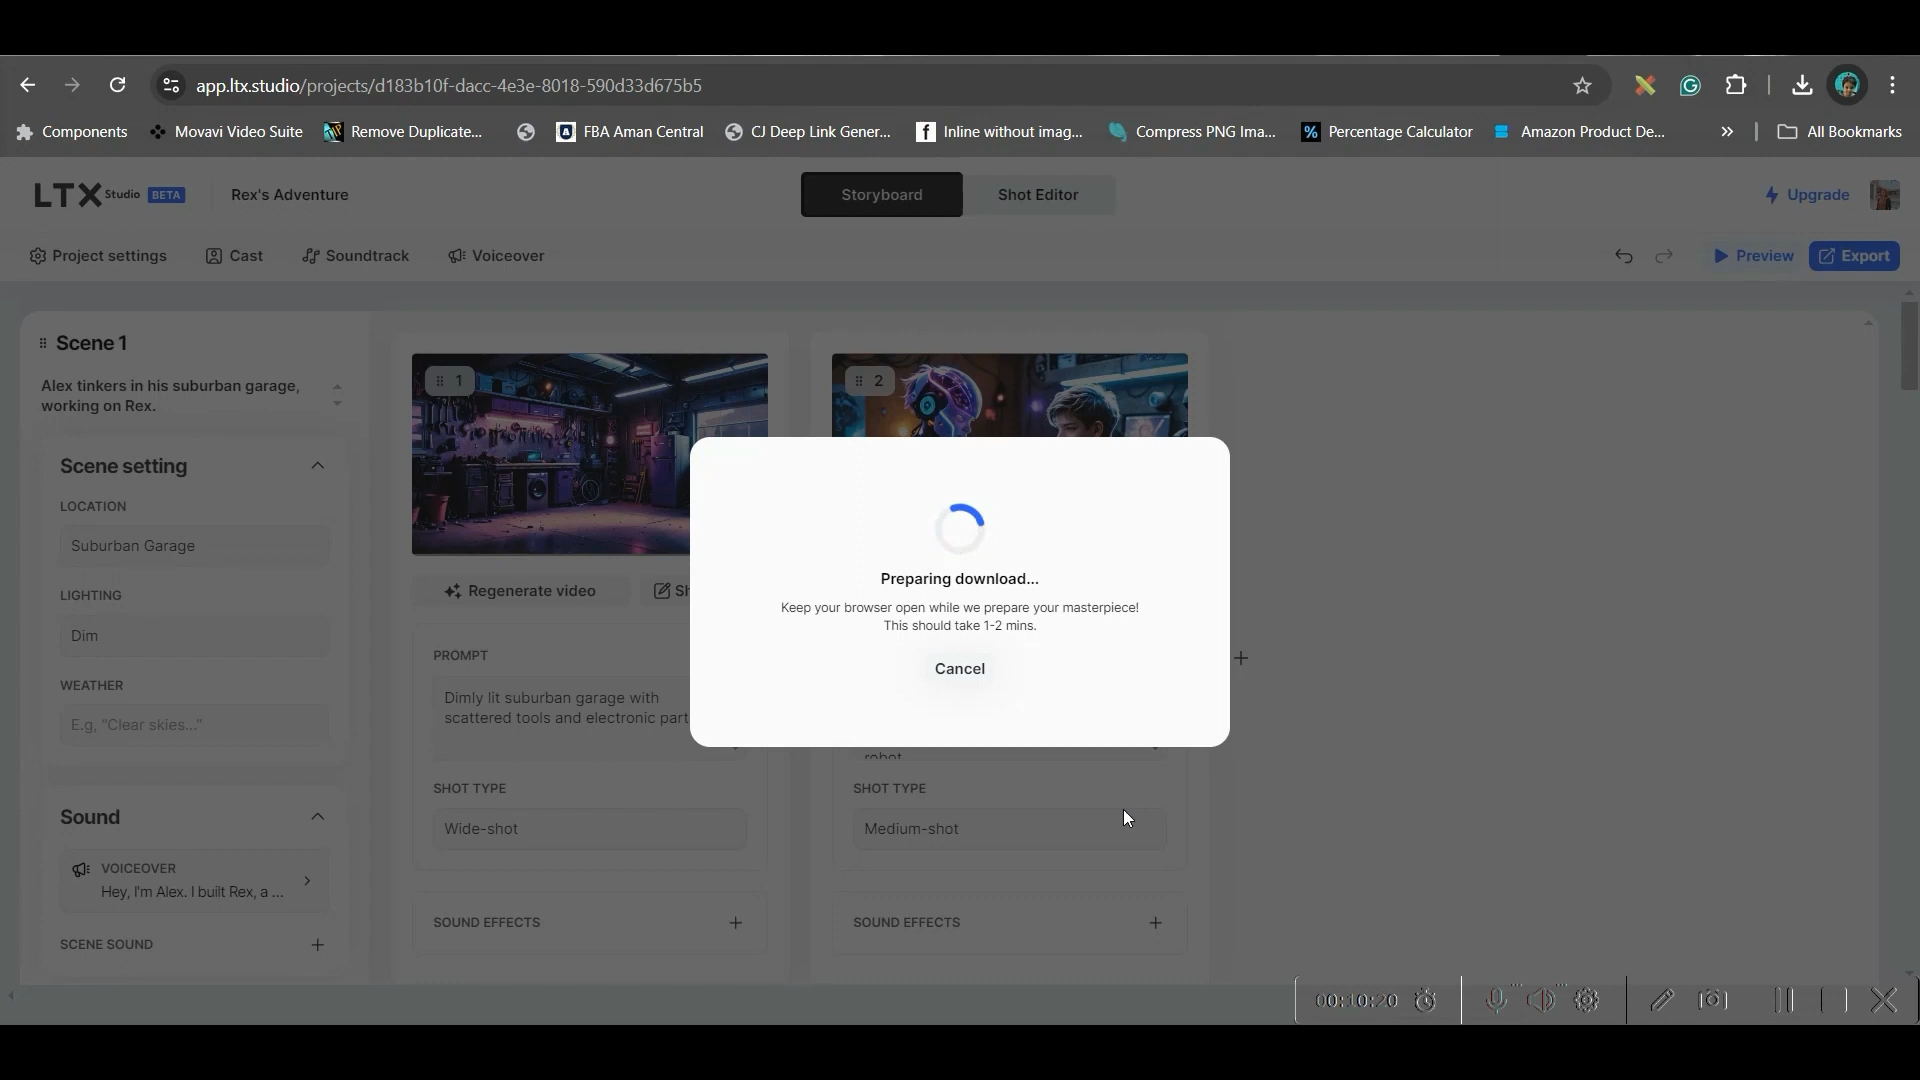 app.ltx.studio/projects/d183b10f-dacc-4e3e-8018-590d33d675b5
Components
Movavi Video Suite
Remove Duplicate...
FBA Aman Central
CJ Deep Link Gener...
Inline without imag...
Compress PNG Ima...
Percentage Calculator
Amazon Product De...
All Bookmarks
LTX Studio BETA
Rex's Adventure
Storyboard
Shot Editor
Upgrade
Project settings
Cast
Soundtrack
Voiceover
Preview
Export
Scene 1
Alex tinkers in his suburban garage,
working on Rex.
Scene setting
LOCATION
Suburban Garage
LIGHTING
Dim
WEATHER
E.g, "Clear skies..."
Sound
VOICEOVER
Hey, I'm Alex. I built Rex, a ...
SCENE SOUND
1
Regenerate video
Sh
PROMPT
Dimly lit suburban garage with
scattered tools and electronic part
SHOT TYPE
Wide-shot
SOUND EFFECTS
2
robot
SHOT TYPE
Medium-shot
SOUND EFFECTS
Preparing download...
Keep your browser open while we prepare your masterpiece!
This should take 1-2 mins.
Cancel
00:10:20